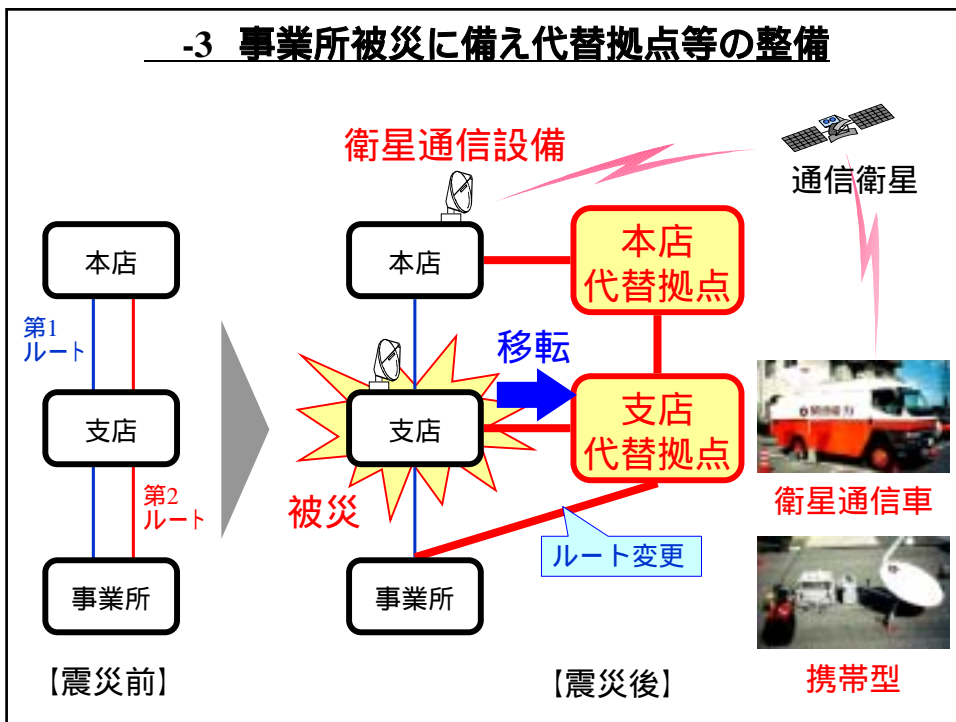 -3 事業所被災に備え代替拠点等の整備
衛星通信設備
通信衛星
本店
本店
本店
代替拠点
第1
ルート
移転
支店
支店
支店
代替拠点
第2
ルート
被災
衛星通信車
ルート変更
事業所
事業所
携帯型
【震災前】
【震災後】